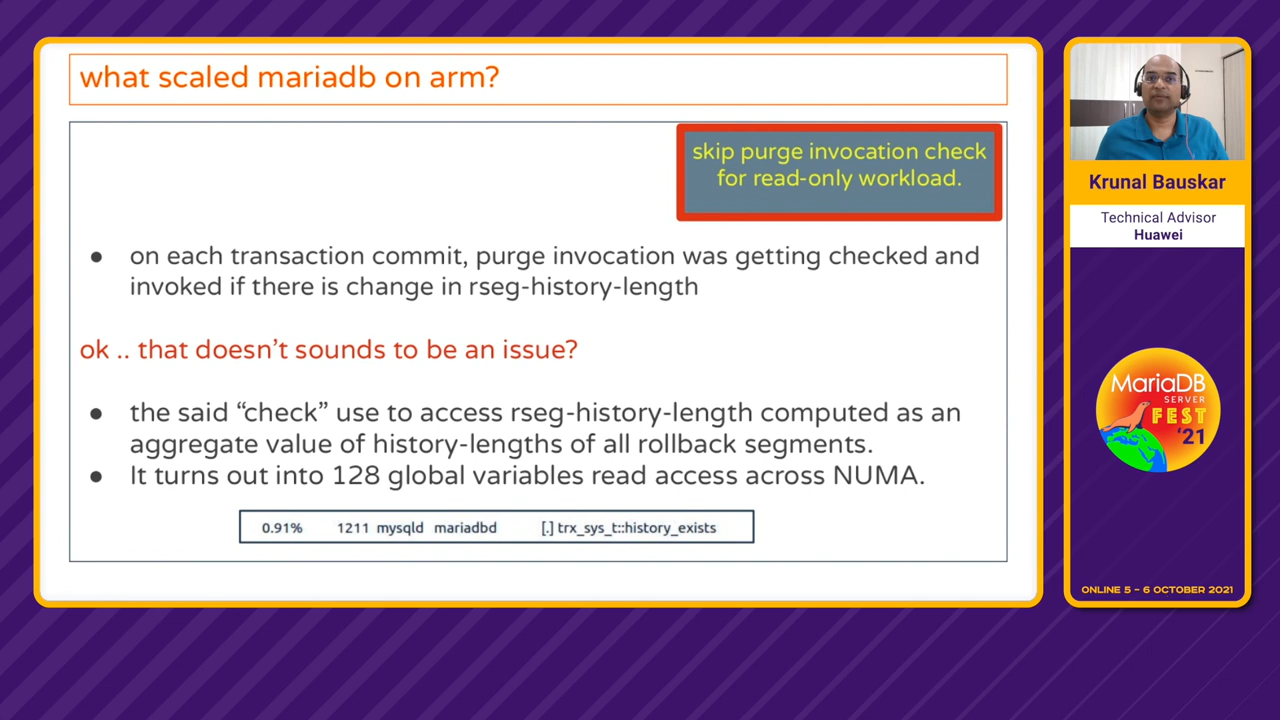 what scaled mariadb on arm?
skip purge invocation check
for read-only workload.
● on each transaction commit, purge invocation was getting checked and
invoked if there is change in rseg-history-length
ok .. that doesn't sounds to be an issue?
● the said “check” use to access rseg-history-length computed as an
aggregate value of history-lengths of all rollback segments.
● It turns out into 128 global variables read access across NUMA.
0.91% 1211 mysqld mariadbd [.] trx_sys_t::history_exists
Krunal Bauskar
Technical Advisor
Huawei
MariaDB
SERVER
FEST
'21
ONLINE 5 - 6 OCTOBER 2021